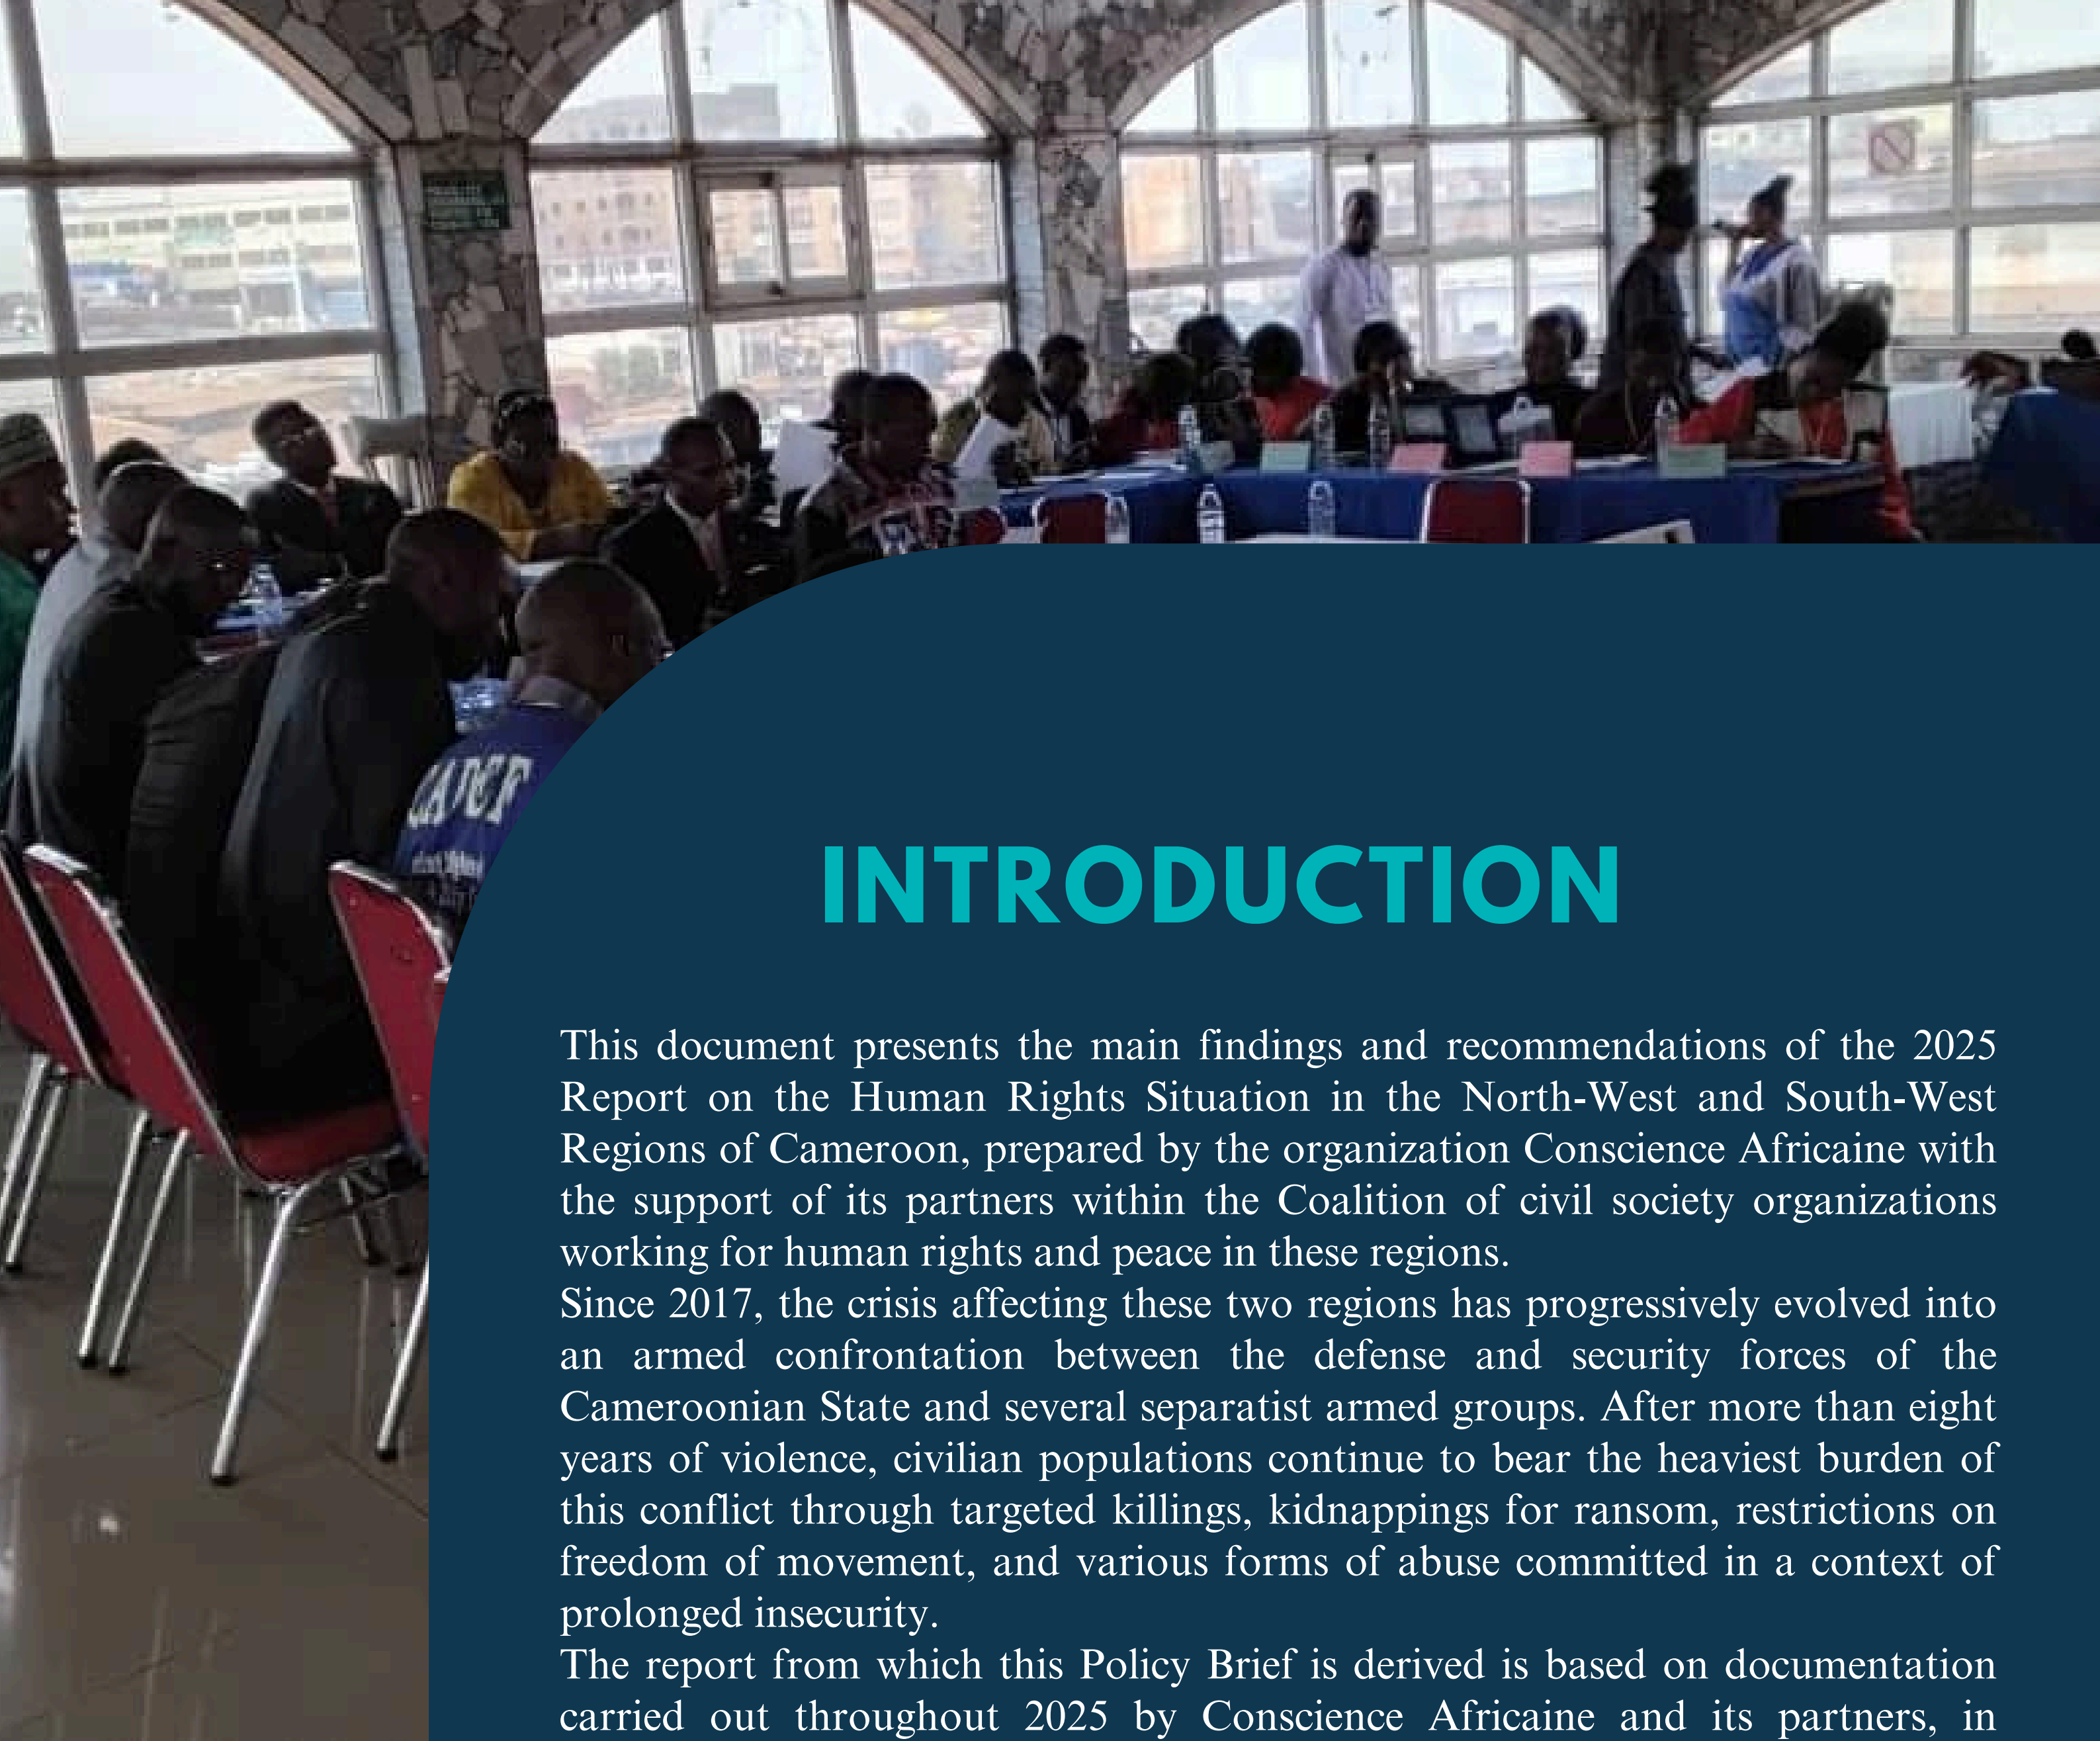 INTRODUCTION
This document presents the main findings and recommendations of the 2025
Report on the Human Rights Situation in the North-West and South-West
Regions of Cameroon, prepared by the organization Conscience Africaine with
the support of its partners within the Coalition of civil society organizations
working for human rights and peace in these regions.
Since 2017, the crisis affecting these two regions has progressively evolved into
an armed confrontation between the defense and security forces of the
Cameroonian State and several separatist armed groups. After more than eight
years of violence, civilian populations continue to bear the heaviest burden of
this conflict through targeted killings, kidnappings for ransom, restrictions on
freedom of movement, and various forms of abuse committed in a context of
prolonged insecurity.
The report from which this Policy Brief is derived is based on documentation
carried out throughout 2025 by Conscience Africaine and its partners, in